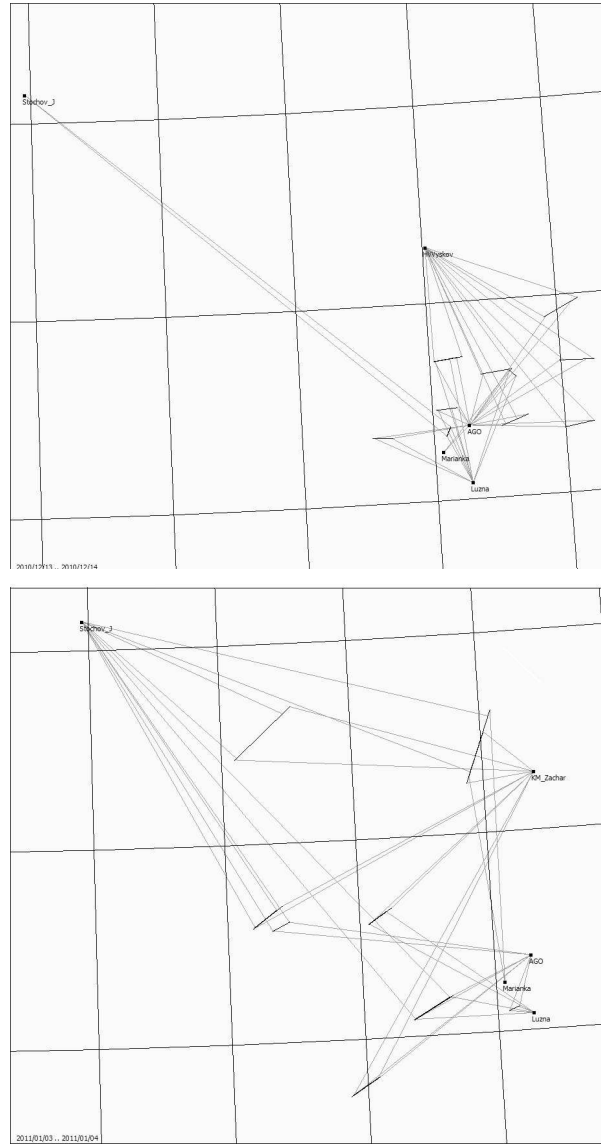 Stochov_J
HVVyskov
AGO
Marianka
Luzna
2010/12/13 .. 2010/12/14
Stochov_J
KM_Zachar
AGO
Marianka
Luzna
2011/01/03 .. 2011/01/04